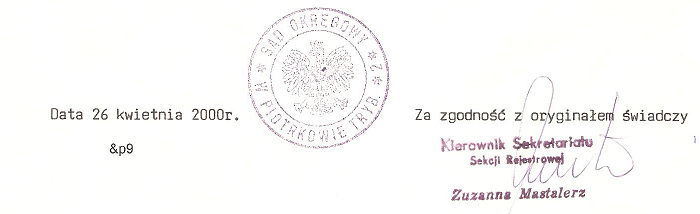 SĄD OKRĘGOWY * 2 * W PIOTRKOWIE TRYB. *
Data 26 kwietnia 2000r.
Za zgodność z oryginałem świadczy
&p9
Kierownik Sekretariatu
Sekcji Rejestrowej
Zuzanna Mastalerz